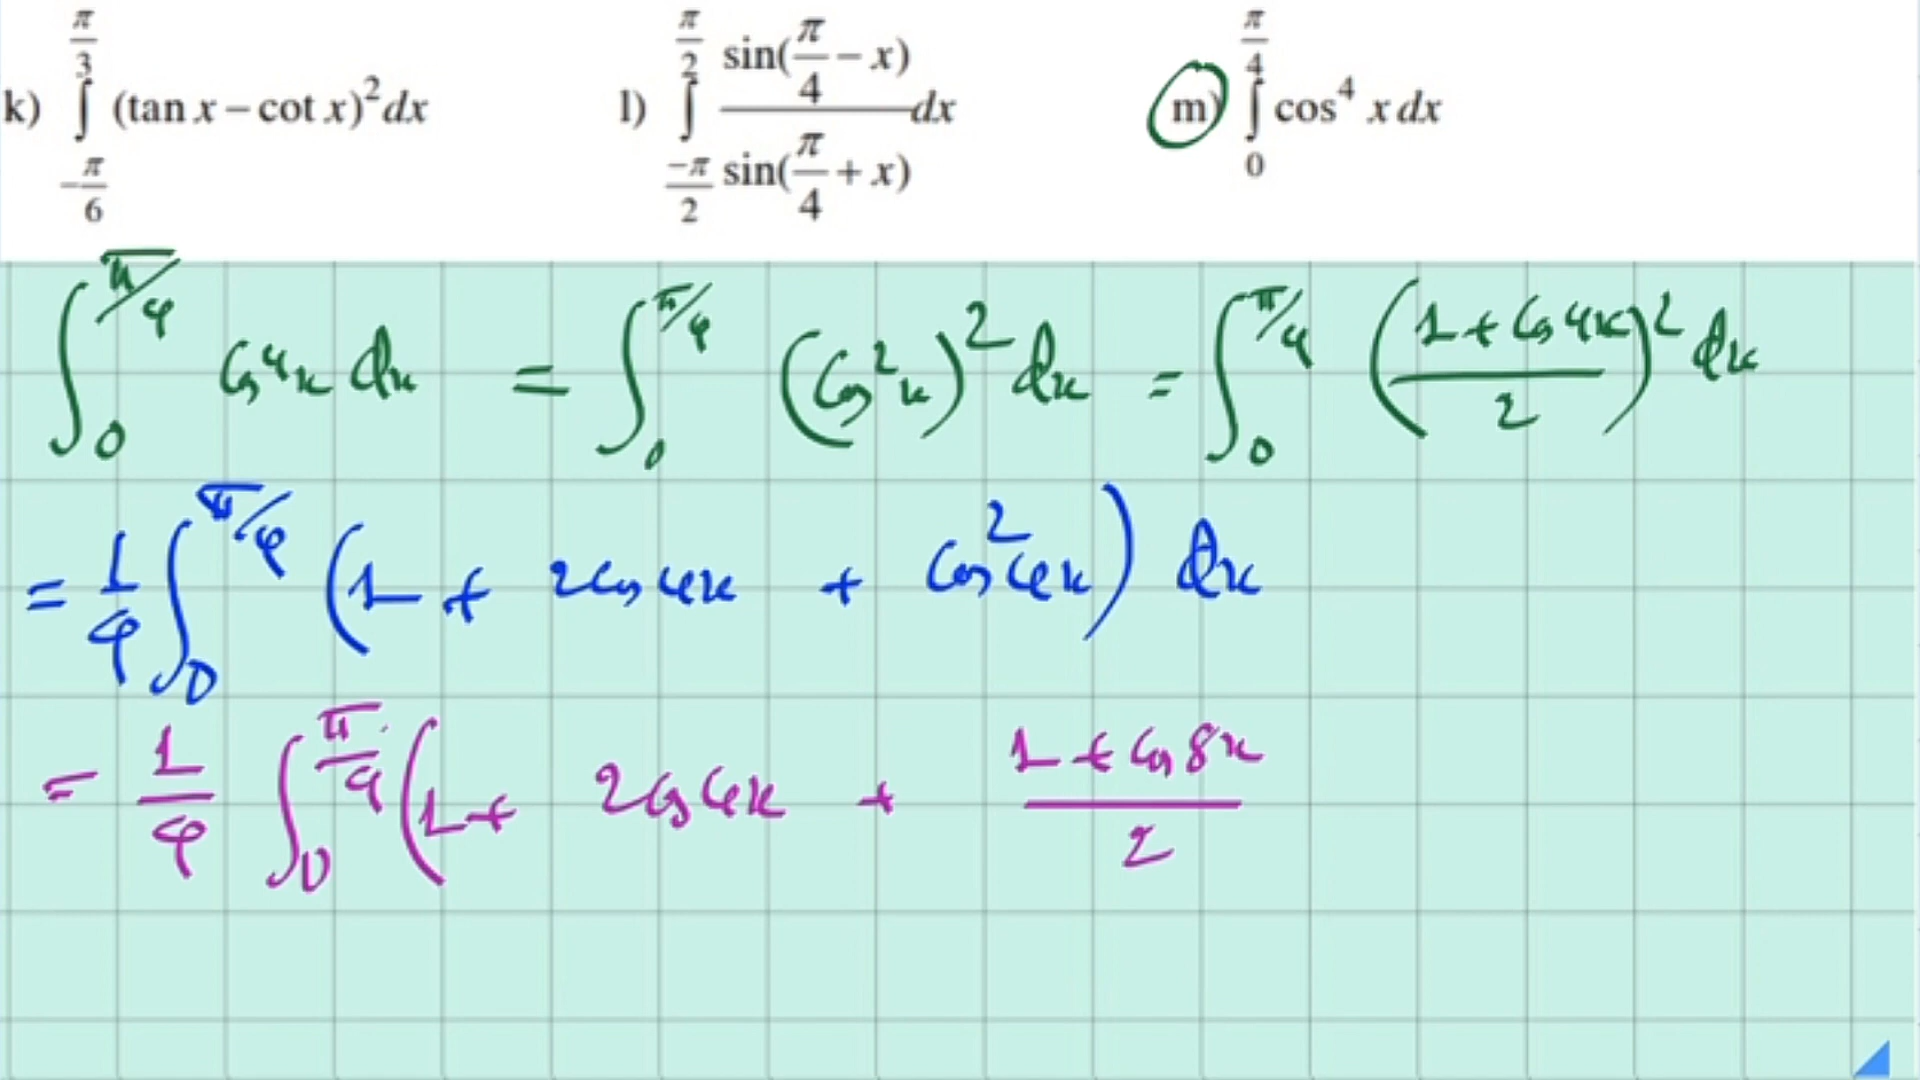 k) ∫_{-π/6}^{π/3} (tan x − cot x)² dx   l) ∫_{-π/2}^{π/2} sin(π/4 − x) / sin(π/4 + x) dx   m) ∫_0^{π/4} cos⁴ x dx
∫_0^{π/4} cos⁴x dx = ∫_0^{π/4} (cos²x)² dx = ∫_0^{π/4} ((1 + cos 4x)/2)² dx
= 1/4 ∫_0^{π/4} (1 + 2cos 4x + cos²4x) dx
= 1/4 ∫_0^{π/4} (1 + 2cos 4x + (1 + cos 8x)/2